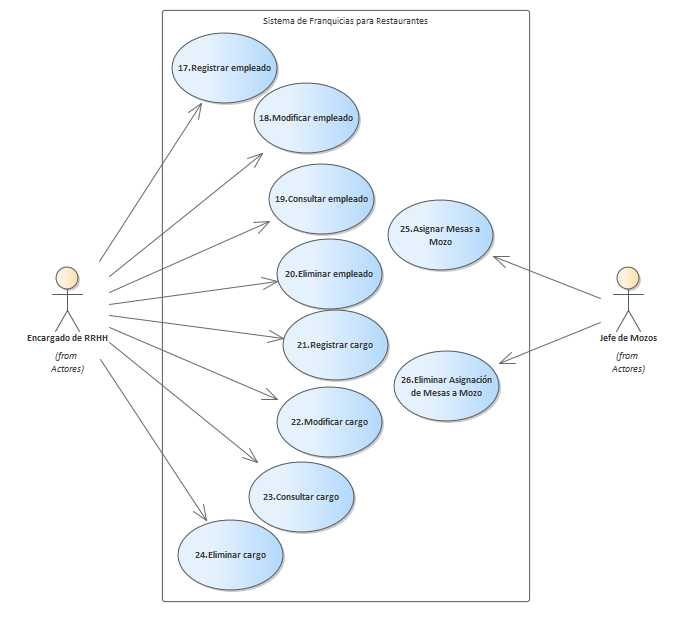 Sistema de Franquicias para Restaurantes
17.Registrar empleado
18.Modificar empleado
19.Consultar empleado
25.Asignar Mesas a
Mozo
20.Eliminar empleado
Encargado de RRHH
(from
Actores)
21.Registrar cargo
Jefe de Mozos
(from
Actores)
26.Eliminar Asignación
de Mesas a Mozo
22.Modificar cargo
23.Consultar cargo
24.Eliminar cargo